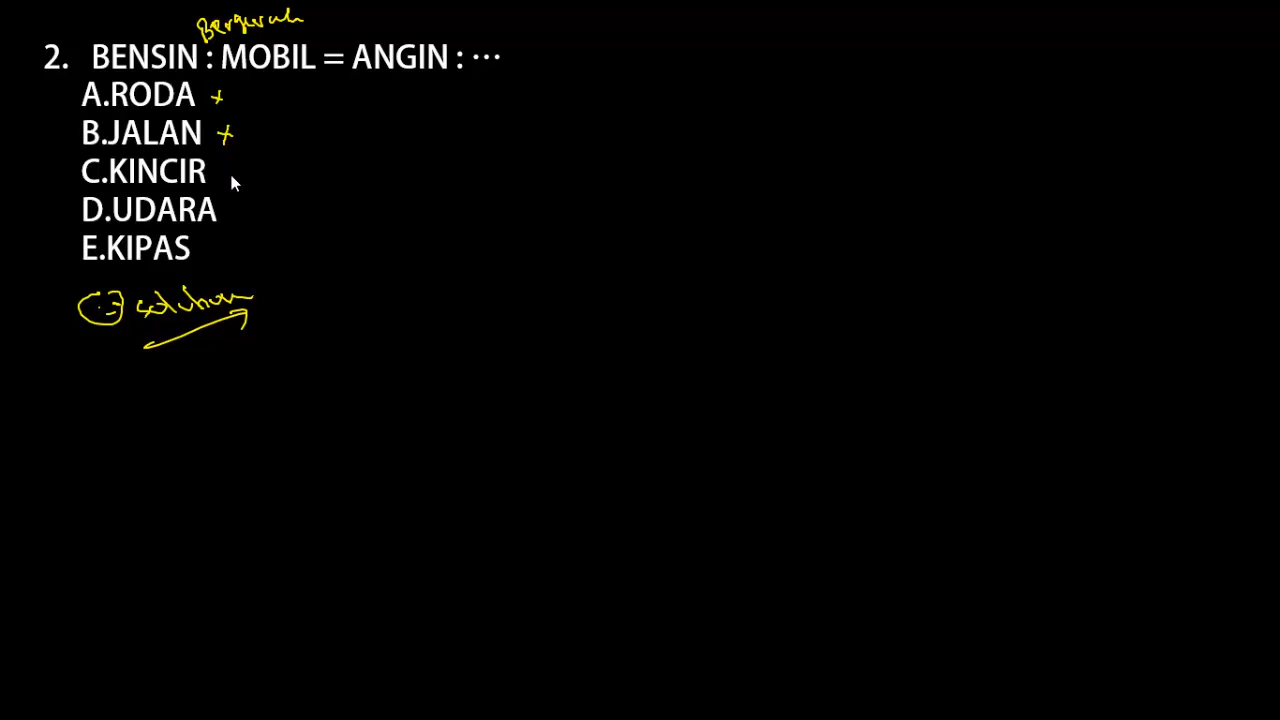 Bergerak
2. BENSIN : MOBIL = ANGIN : ⋯
A.RODA +
B.JALAN +
C.KINCIR
D.UDARA
E.KIPAS